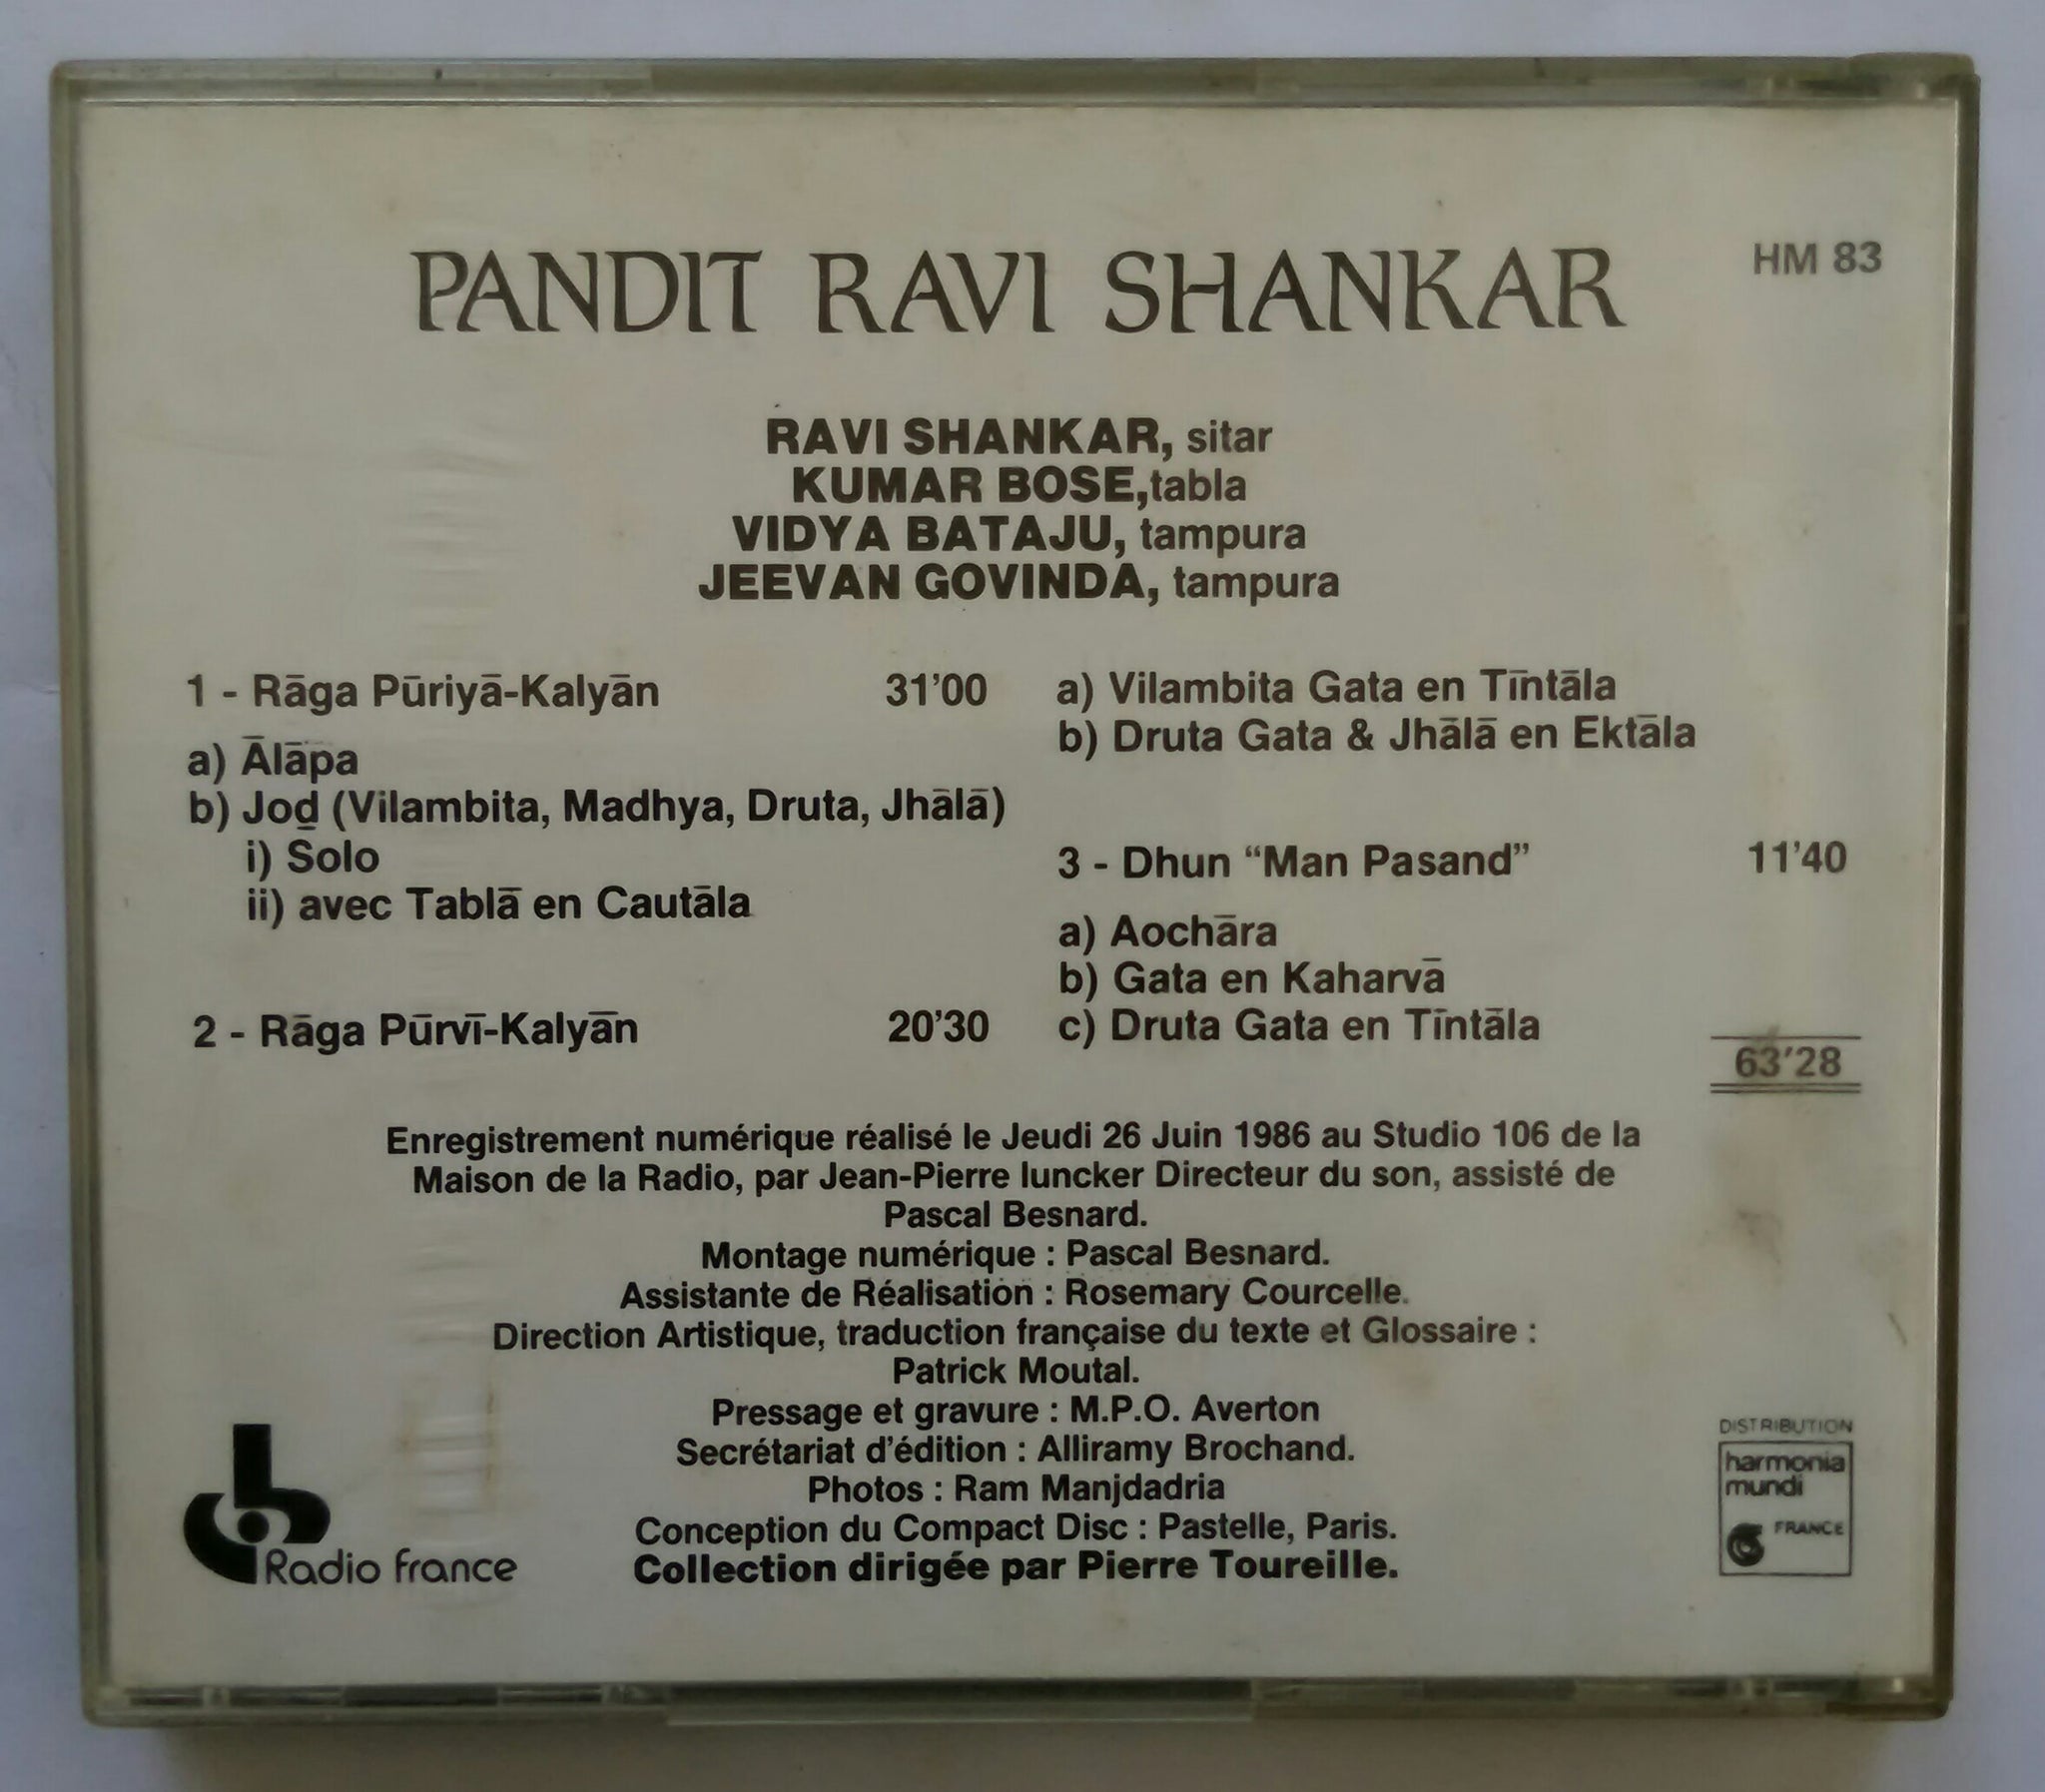 PANDIT RAVI SHANKAR
HM 83
RAVI SHANKAR, sitar
KUMAR BOSE,tabla
VIDYA BATAJU, tampura
JEEVAN GOVINDA, tampura
1 - Rāga Pūriyā-Kalyān 31’00
a) Ālāpa
b) Joḏ (Vilambita, Madhya, Druta, Jhālā)
i) Solo
ii) avec Tablā en Cautāla
2 - Rāga Pūrvī-Kalyān 20’30
a) Vilambita Gata en Tīntāla
b) Druta Gata & Jhālā en Ektāla
3 - Dhun “Man Pasand” 11’40
a) Aochāra
b) Gata en Kaharvā
c) Druta Gata en Tīntāla
63’28
Enregistrement numérique réalisé le Jeudi 26 Juin 1986 au Studio 106 de la
Maison de la Radio, par Jean-Pierre Iuncker Directeur du son, assisté de
Pascal Besnard.
Montage numérique : Pascal Besnard.
Assistante de Réalisation : Rosemary Courcelle.
Direction Artistique, traduction française du texte et Glossaire :
Patrick Moutal.
Pressage et gravure : M.P.O. Averton
Secrétariat d’édition : Alliramy Brochand.
Photos : Ram Manjdadria
Conception du Compact Disc : Pastelle, Paris.
Collection dirigée par Pierre Toureille.
Radio france
DISTRIBUTION
harmonia
mundi
FRANCE